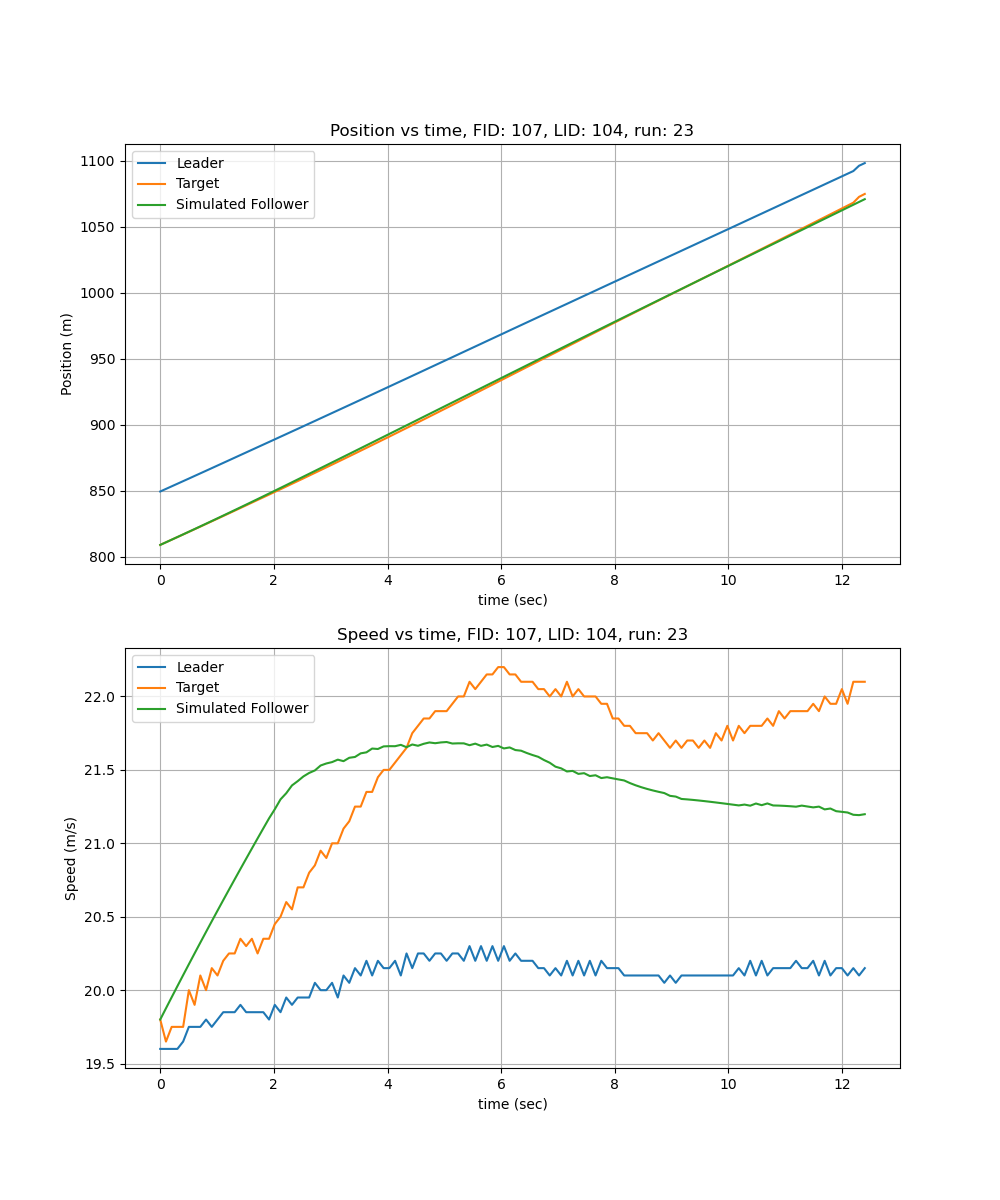 Position vs time, FID: 107, LID: 104, run: 23
Leader
Target
Simulated Follower
Position (m)
1100
1050
1000
950
900
850
800
0 2 4 6 8 10 12
time (sec)
Speed vs time, FID: 107, LID: 104, run: 23
Leader
Target
Simulated Follower
Speed (m/s)
22.0
21.5
21.0
20.5
20.0
19.5
0 2 4 6 8 10 12
time (sec)